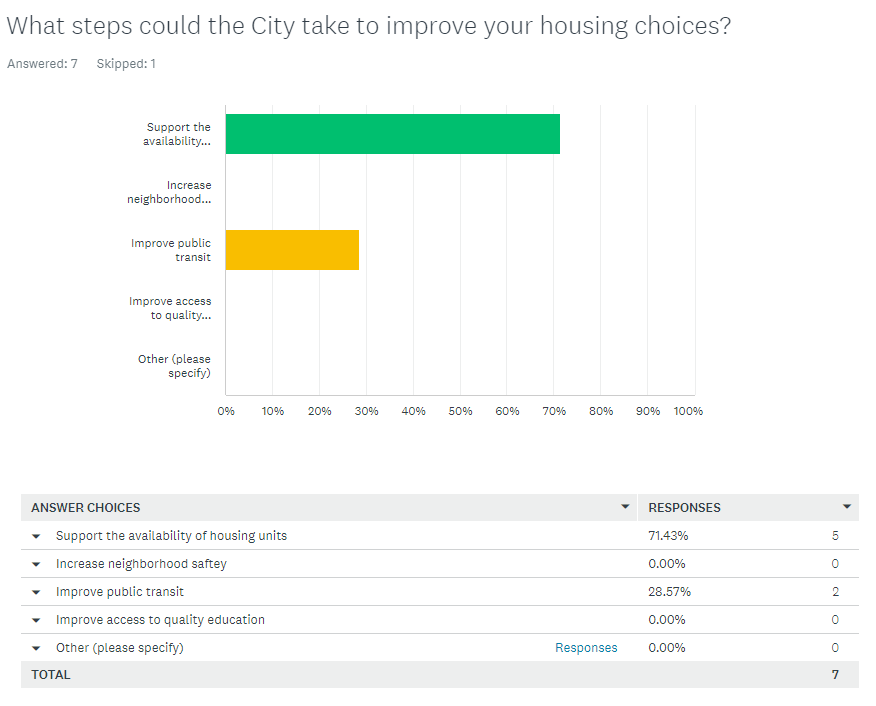 What steps could the City take to improve your housing choices?
Answered: 7 Skipped: 1
Support the
availability...
Increase
neighborhood...
Improve public
transit
Improve access
to quality...
Other (please
specify)
0% 10% 20% 30% 40% 50% 60% 70% 80% 90% 100%
ANSWER CHOICES RESPONSES
Support the availability of housing units 71.43% 5
Increase neighborhood saftey 0.00% 0
Improve public transit 28.57% 2
Improve access to quality education 0.00% 0
Other (please specify) Responses 0.00% 0
TOTAL 7